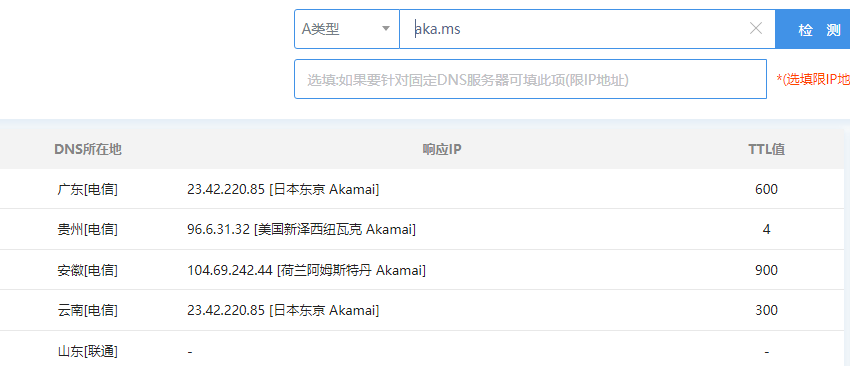 A类型 aka.ms 检 测
选填:如果要针对固定DNS服务器可填此项(限IP地址) *(选填限IP地
DNS所在地 响应IP TTL值
广东[电信] 23.42.220.85 [日本东京 Akamai] 600
贵州[电信] 96.6.31.32 [美国新泽西纽瓦克 Akamai] 4
安徽[电信] 104.69.242.44 [荷兰阿姆斯特丹 Akamai] 900
云南[电信] 23.42.220.85 [日本东京 Akamai] 300
山东[联通] - -